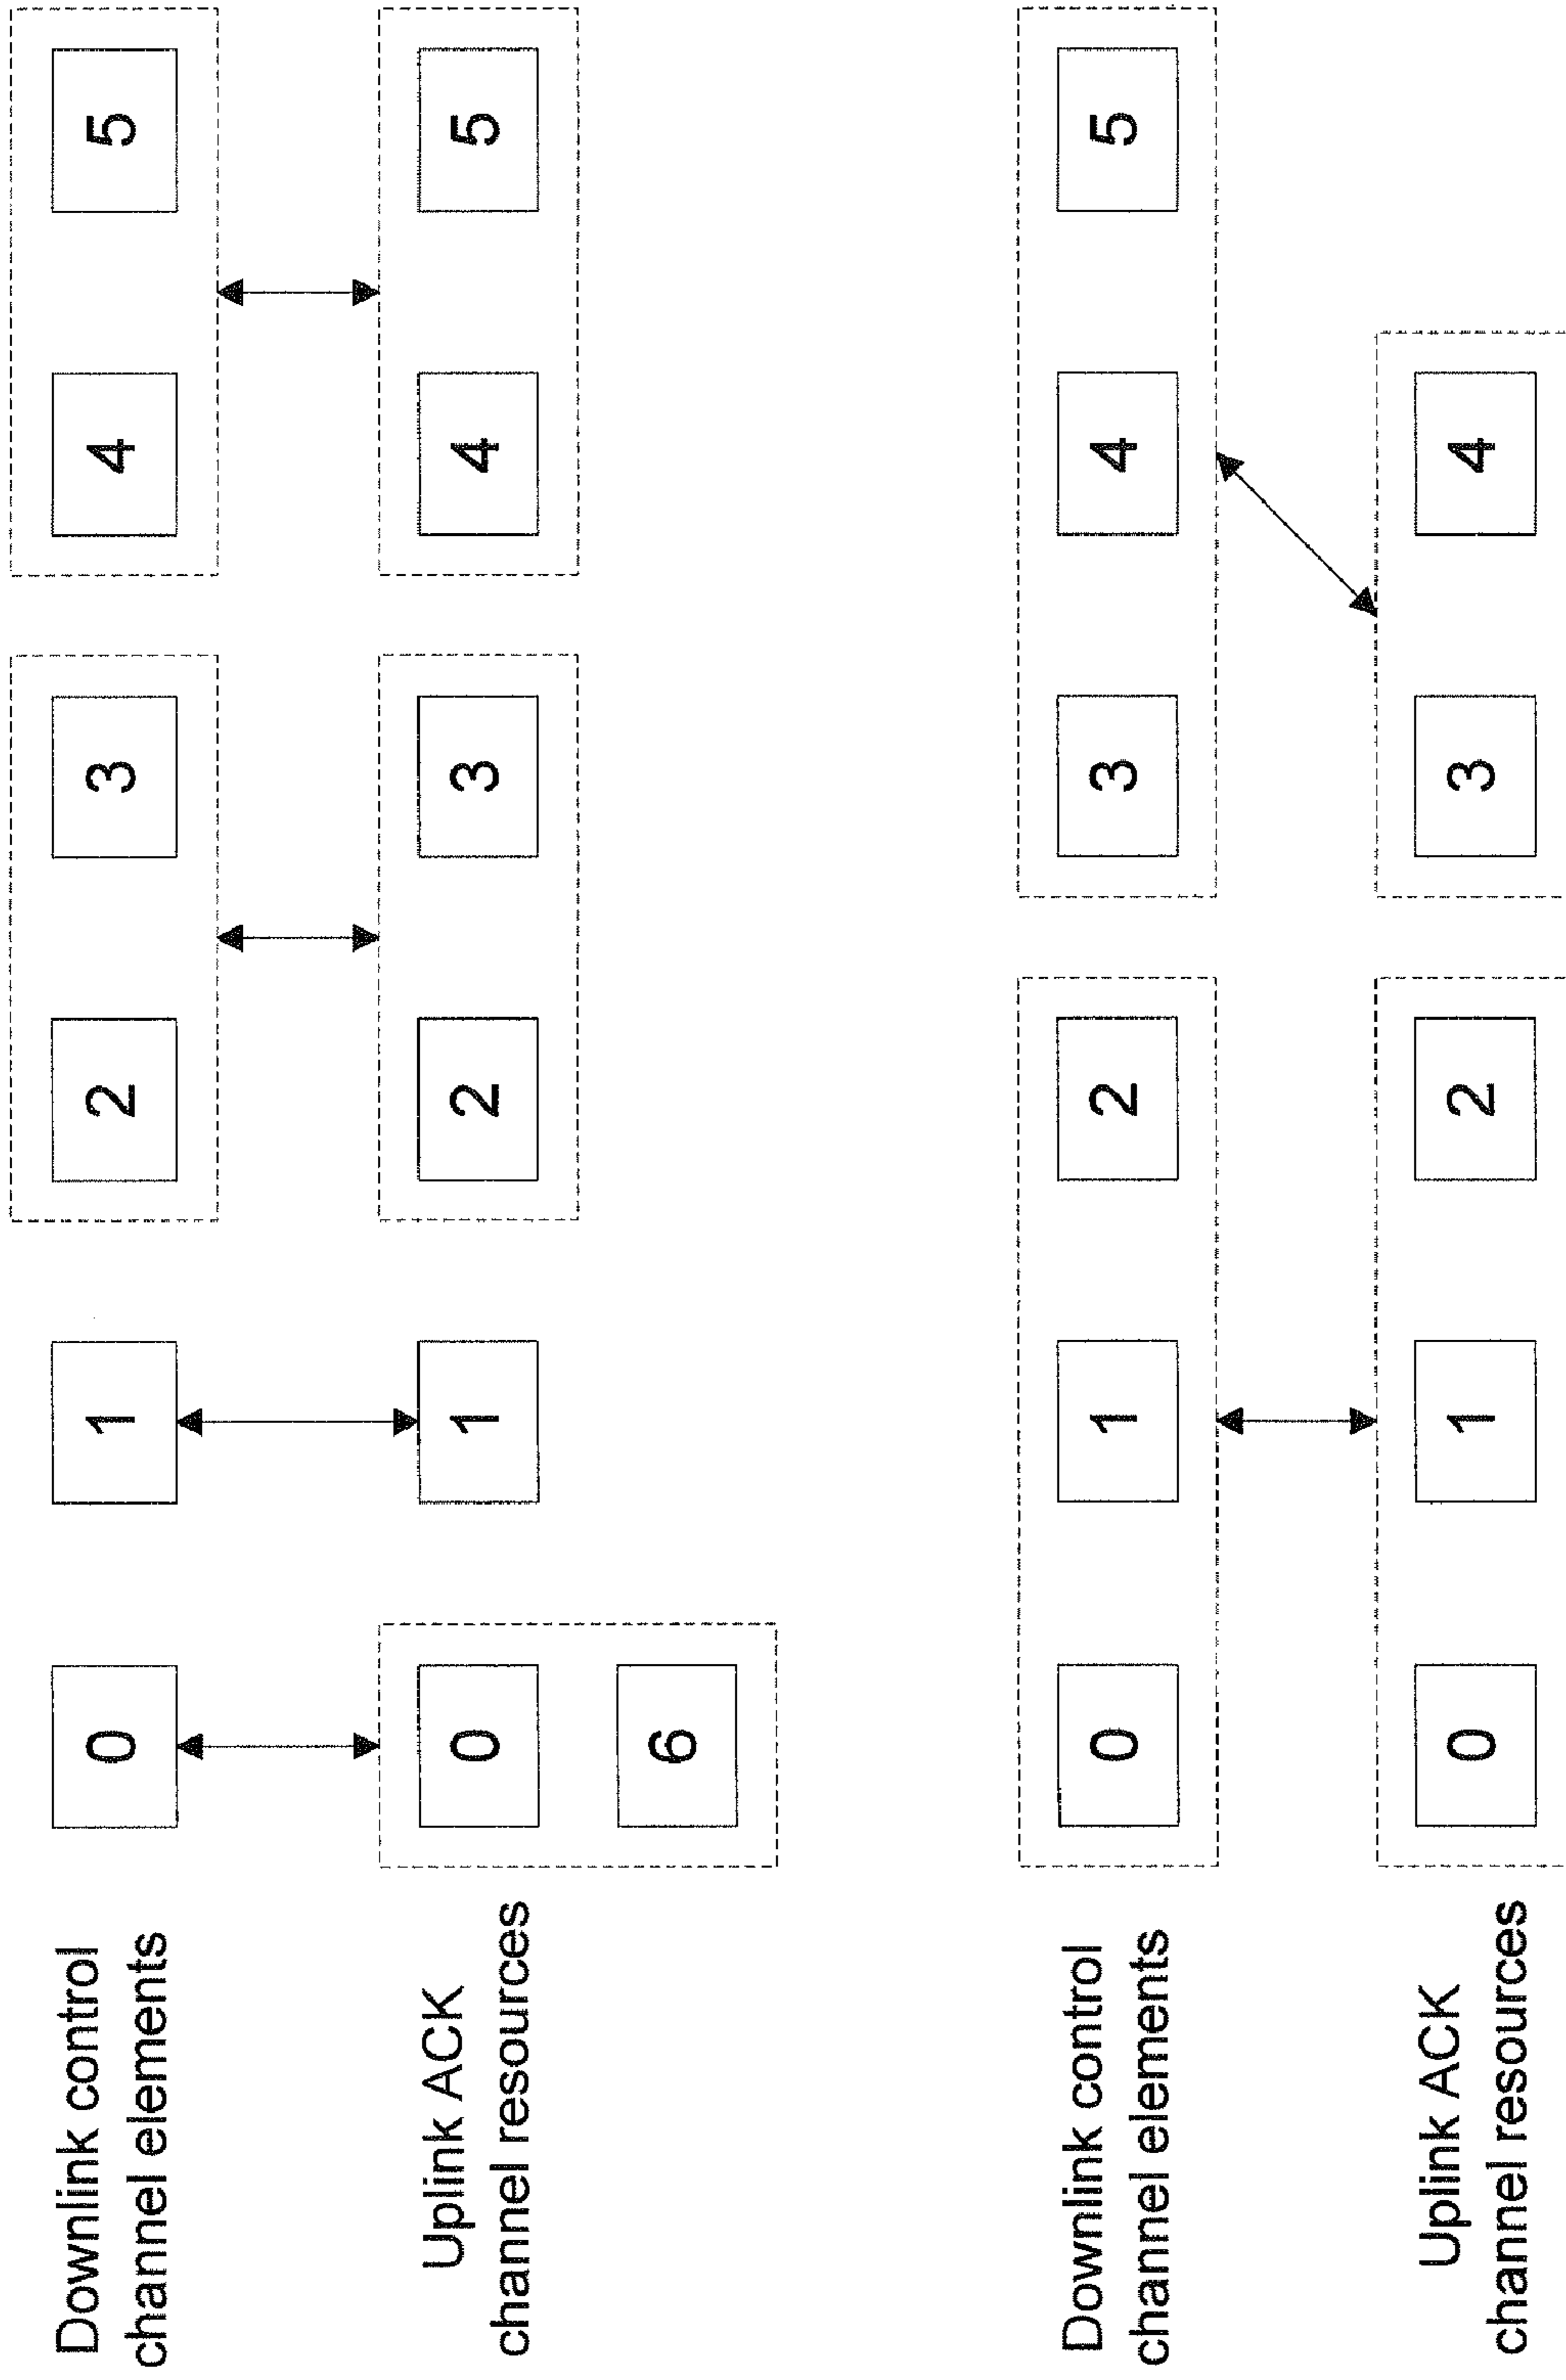 Downlink control
channel elements
0 1 2 3 4 5
Uplink ACK
channel resources
0 1 2 3 4 5
6
Downlink control
channel elements
0 1 2 3 4 5
Uplink ACK
channel resources
0 1 2 3 4